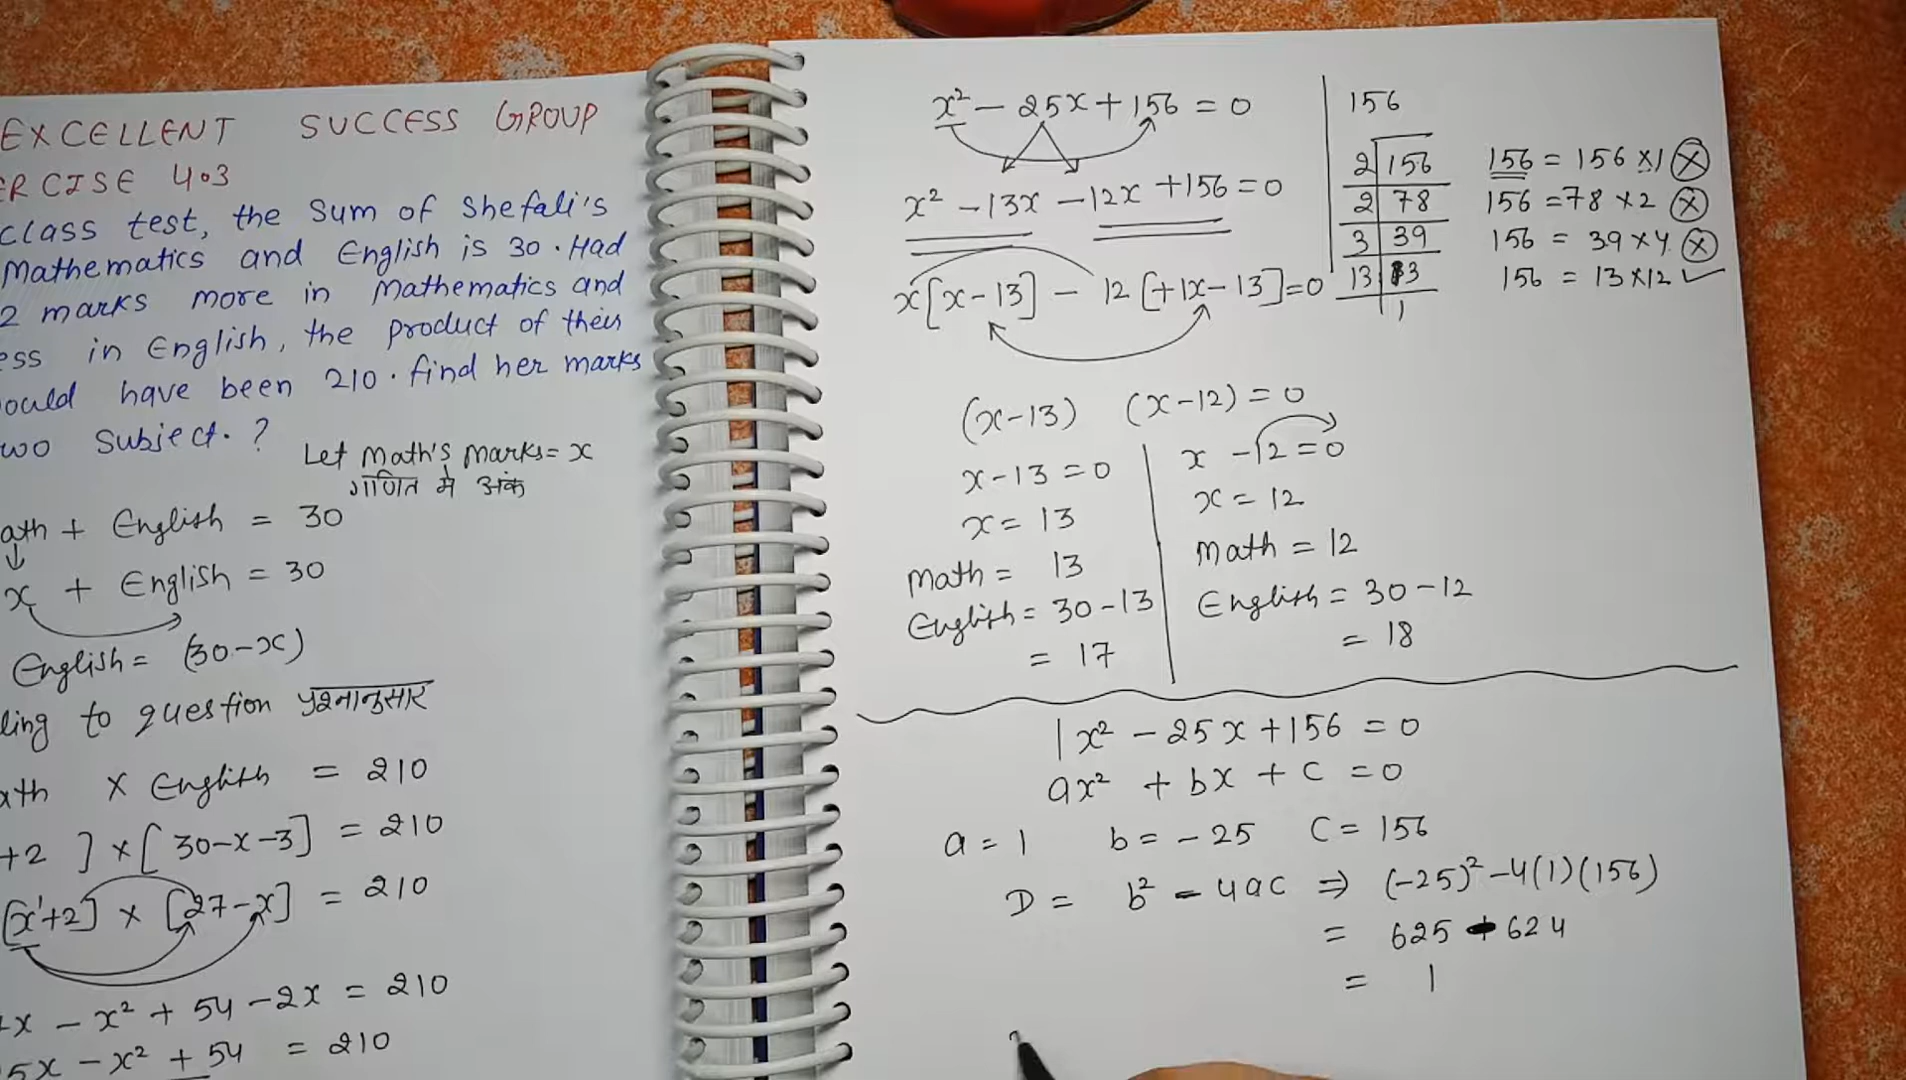 EXCELLENT SUCCESS GROUP
ERCISE 4.3
class test, the Sum of Shefali's
Mathematics and English is 30. Had
2 marks more in Mathematics and
ess in English, the product of their
ould have been 210. find her marks
wo Subject. ?
Let Math's Marks = x
गणित मे अंक
ath + English = 30
x + English = 30
English = (30-x)
ding to question प्रश्नानुसार
ath × English = 210
+2 ] × [ 30-x-3] = 210
[x+2] × [27-x] = 210
x - x² + 54 - 2x = 210
5x - x² + 54 = 210
x² - 25x + 156 = 0
x² - 13x - 12x + 156 = 0
x[x-13] - 12[+1x-13]=0
(x-13) (x-12) = 0
x-13 = 0
x = 13
Math = 13
English = 30-13
= 17
x - 12 = 0
x = 12
Math = 12
English = 30-12
= 18
156
2 156
2 78
3 39
13 13
1
156 = 156 ×1 ×
156 = 78 ×2 ×
156 = 39 × 4. ×
156 = 13 ×12 ✓
1x² - 25x + 156 = 0
ax² + bx + c = 0
a = 1 b = -25 C = 156
D = b² - 4ac ⇒ (-25)² - 4(1)(156)
= 625 - 624
= 1